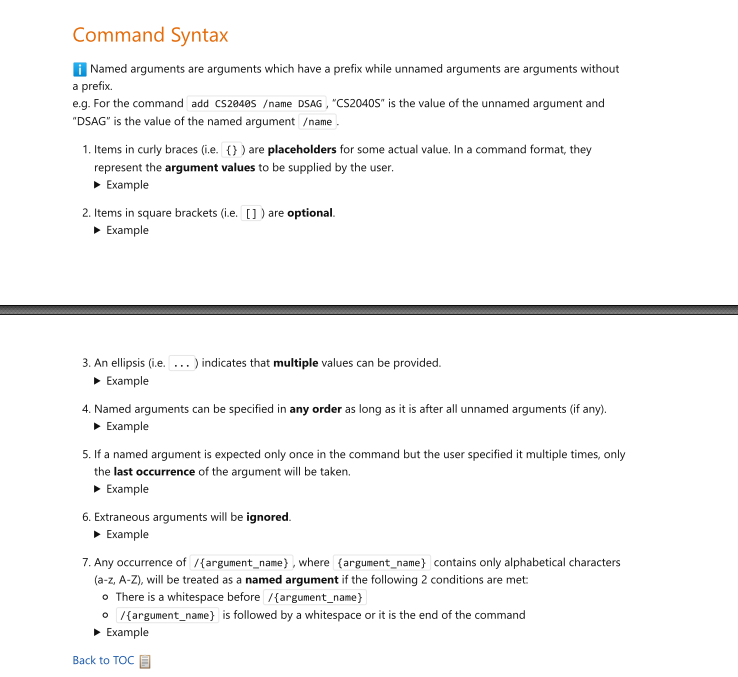 Command Syntax
ℹ️ Named arguments are arguments which have a prefix while unnamed arguments are arguments without
a prefix.
e.g. For the command add CS2040S /name DSAG , “CS2040S” is the value of the unnamed argument and
“DSAG” is the value of the named argument /name .
1. Items in curly braces (i.e. {} ) are placeholders for some actual value. In a command format, they
represent the argument values to be supplied by the user.
▶ Example
2. Items in square brackets (i.e. [] ) are optional.
▶ Example
3. An ellipsis (i.e. ... ) indicates that multiple values can be provided.
▶ Example
4. Named arguments can be specified in any order as long as it is after all unnamed arguments (if any).
▶ Example
5. If a named argument is expected only once in the command but the user specified it multiple times, only
the last occurrence of the argument will be taken.
▶ Example
6. Extraneous arguments will be ignored.
▶ Example
7. Any occurrence of /{argument_name} , where {argument_name} contains only alphabetical characters
(a-z, A-Z), will be treated as a named argument if the following 2 conditions are met:
○ There is a whitespace before /{argument_name}
○ /{argument_name} is followed by a whitespace or it is the end of the command
▶ Example
Back to TOC 📋